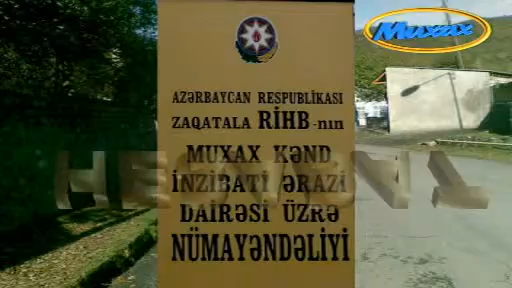 Muxax
AZƏRBAYCAN RESPUBLİKASI
ZAQATALA RİHB-nın
MUXAX KƏND
İNZİBATİ ƏRAZİ
DAİRƏSİ ÜZRƏ
NÜMAYƏNDƏLİYİ